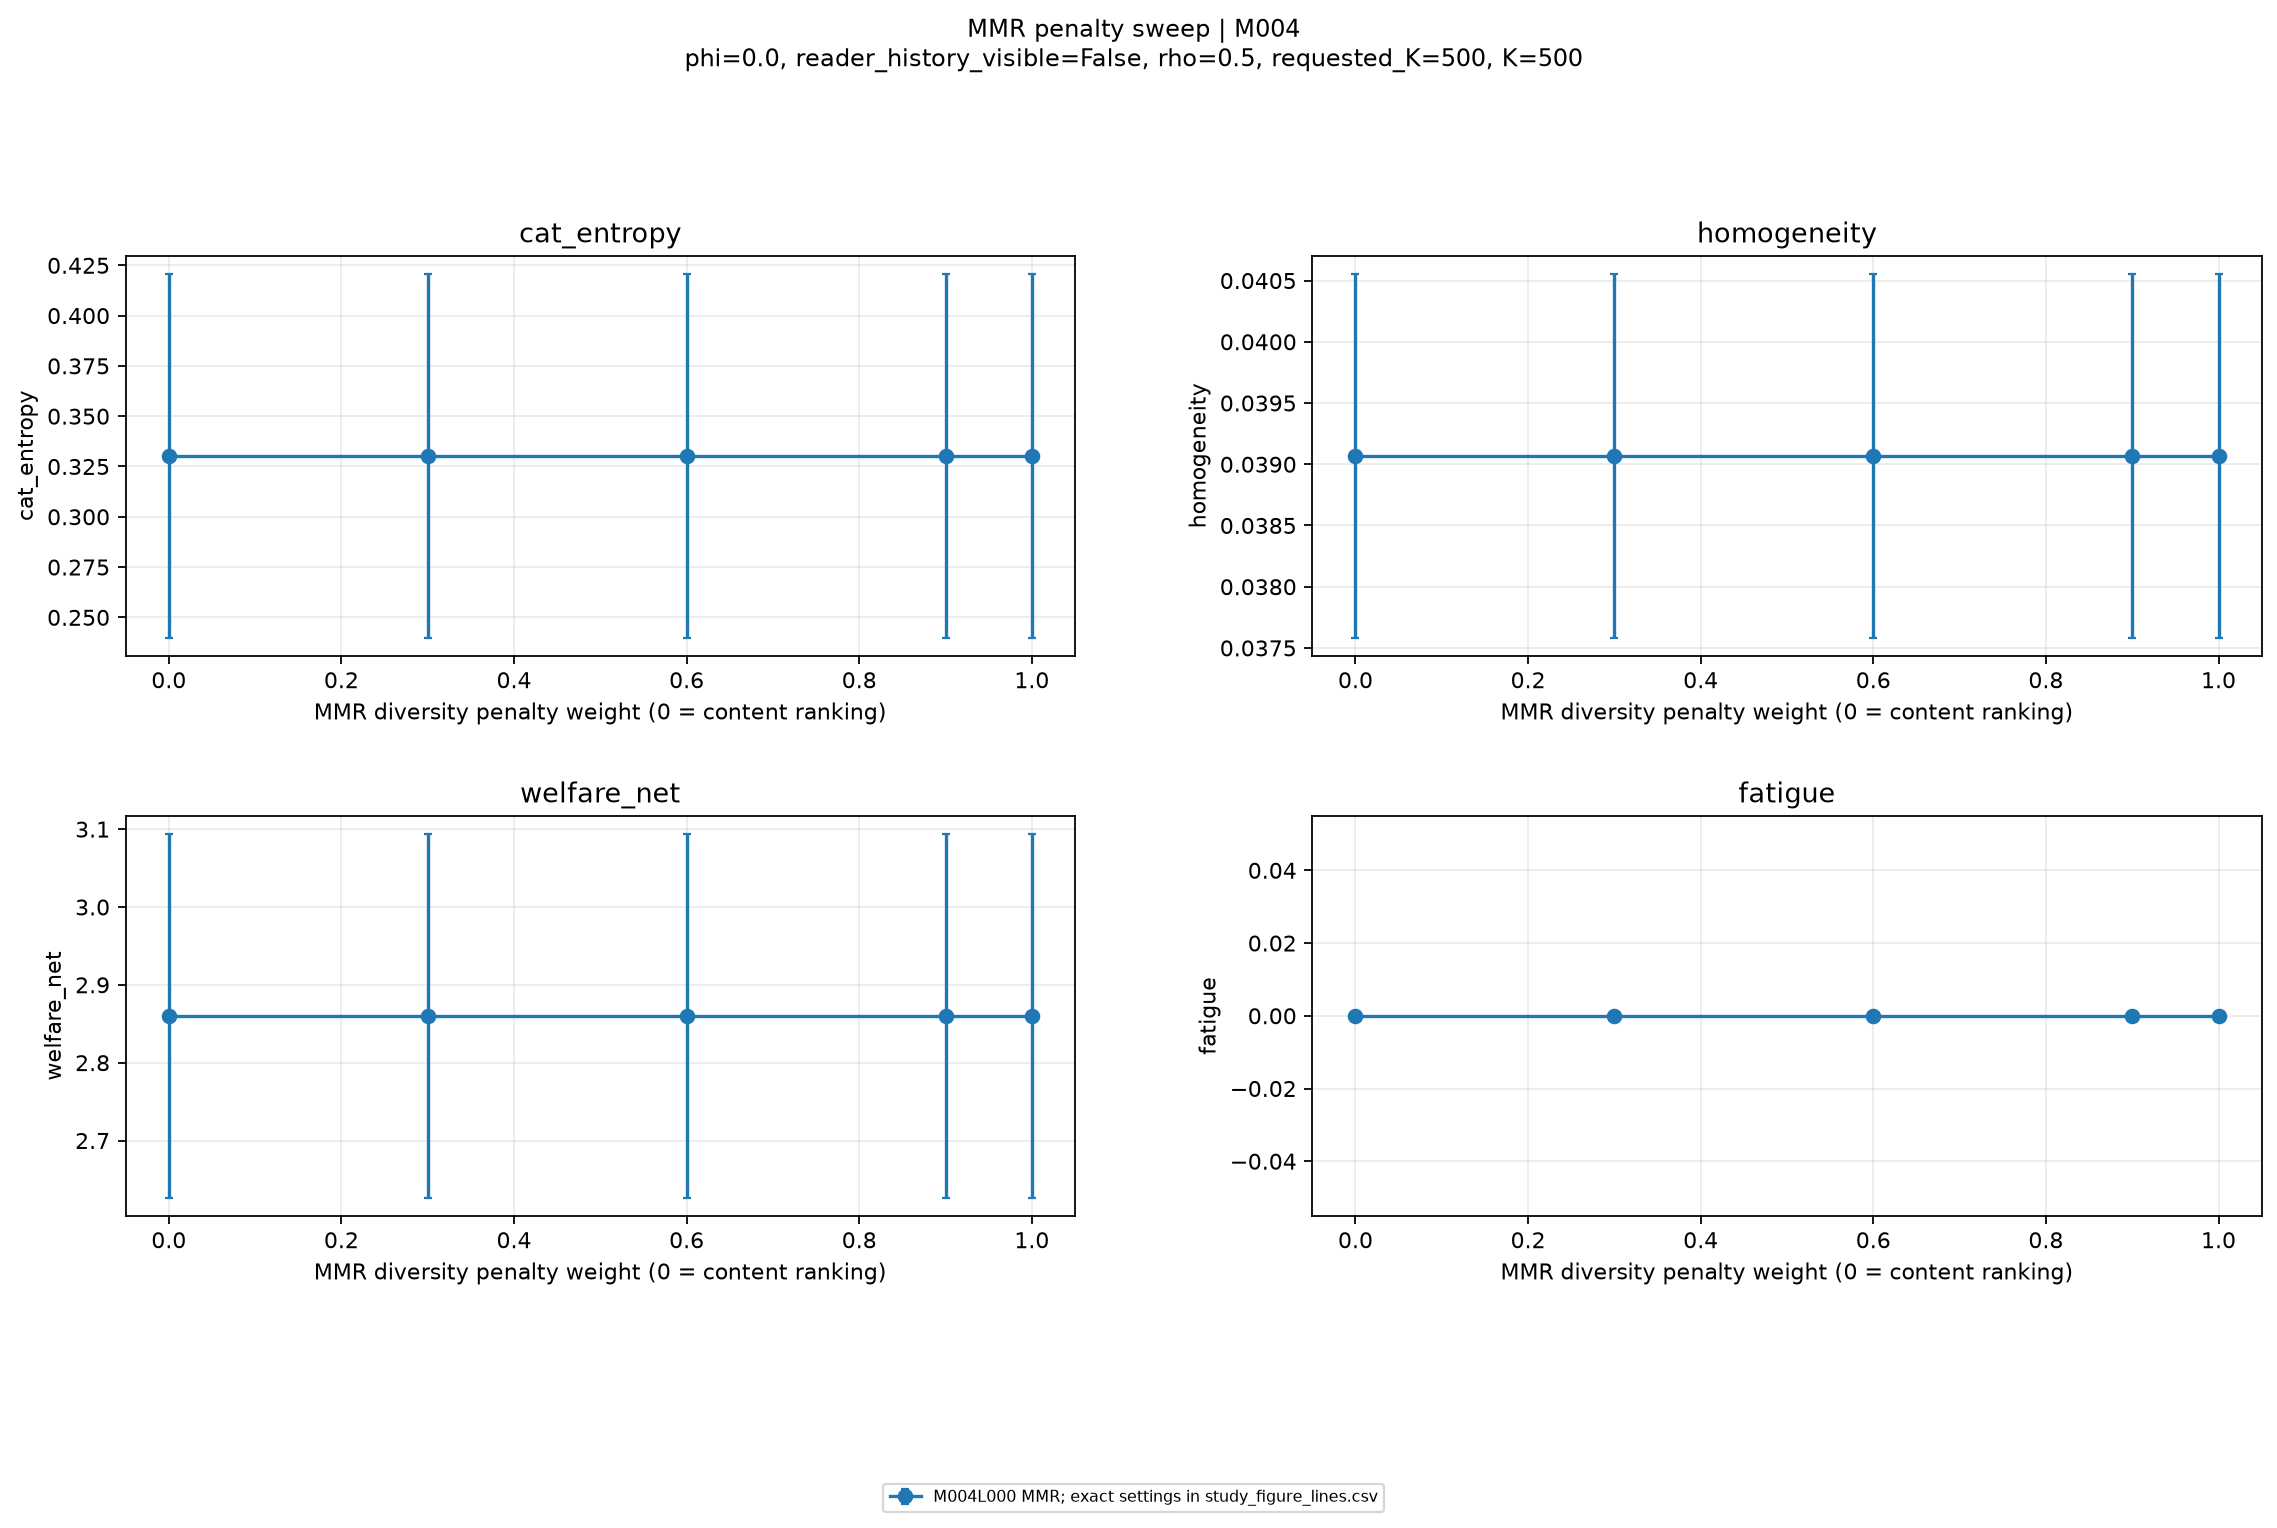 MMR penalty sweep | M004
phi=0.0, reader_history_visible=False, rho=0.5, requested_K=500, K=500
cat_entropy
cat_entropy
0.425
0.400
0.375
0.350
0.325
0.300
0.275
0.250
0.0 0.2 0.4 0.6 0.8 1.0
MMR diversity penalty weight (0 = content ranking)
homogeneity
homogeneity
0.0405
0.0400
0.0395
0.0390
0.0385
0.0380
0.0375
0.0 0.2 0.4 0.6 0.8 1.0
MMR diversity penalty weight (0 = content ranking)
welfare_net
welfare_net
3.1
3.0
2.9
2.8
2.7
0.0 0.2 0.4 0.6 0.8 1.0
MMR diversity penalty weight (0 = content ranking)
fatigue
fatigue
0.04
0.02
0.00
−0.02
−0.04
0.0 0.2 0.4 0.6 0.8 1.0
MMR diversity penalty weight (0 = content ranking)
M004L000 MMR; exact settings in study_figure_lines.csv